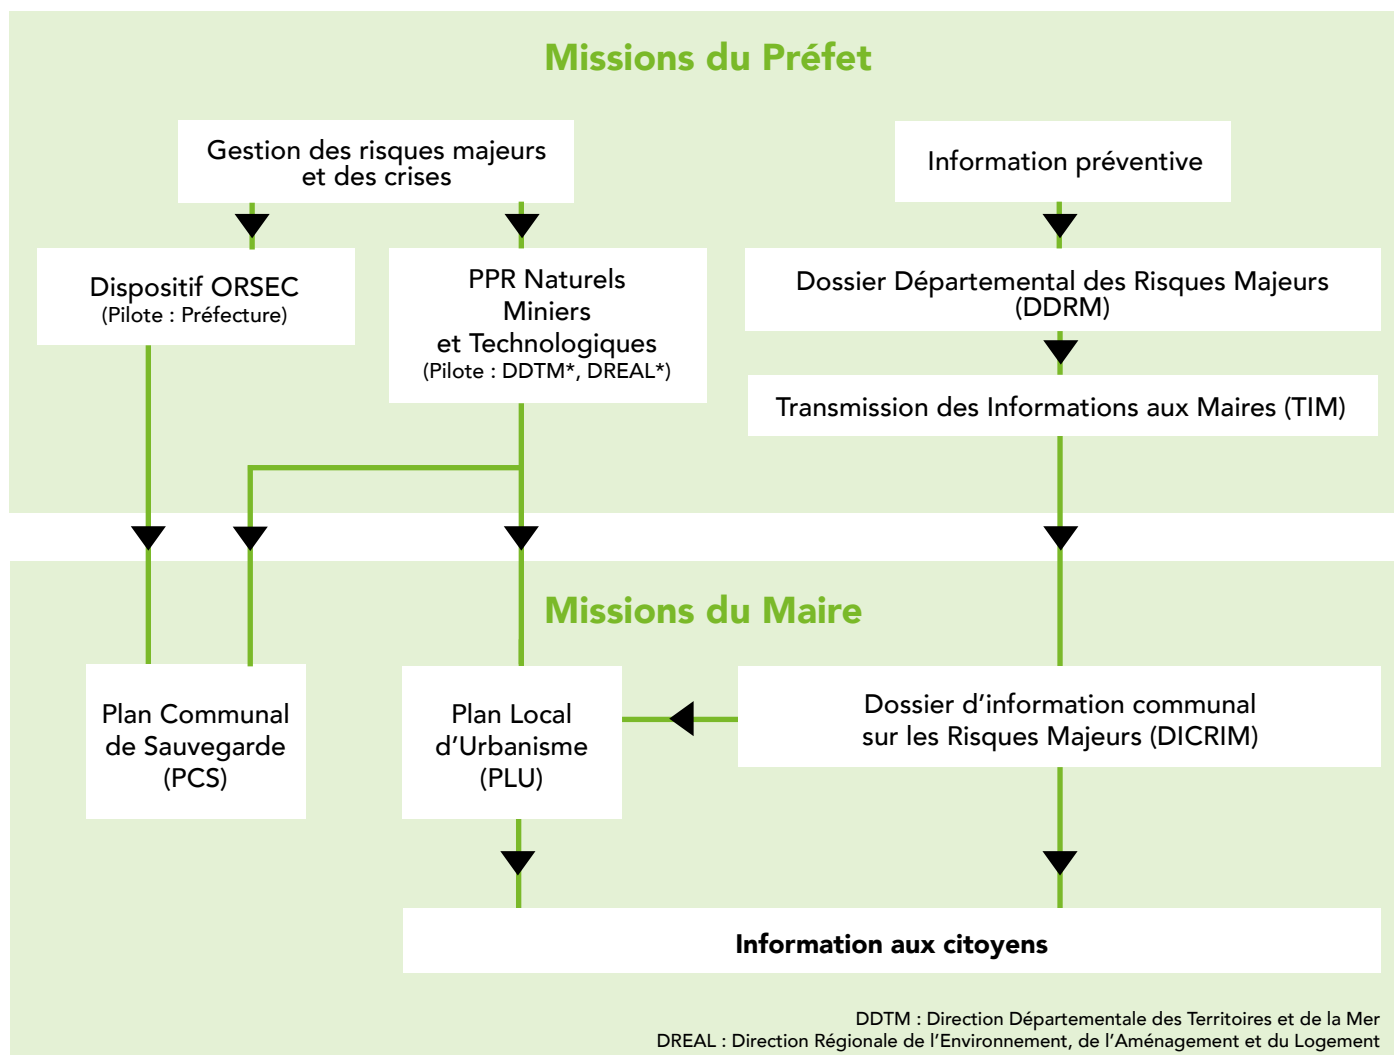 Missions du Préfet
Gestion des risques majeurs
et des crises
Information préventive
Dispositif ORSEC
(Pilote : Préfecture)
PPR Naturels
Miniers
et Technologiques
(Pilote : DDTM*, DREAL*)
Dossier Départemental des Risques Majeurs
(DDRM)
Transmission des Informations aux Maires (TIM)
Missions du Maire
Plan Communal
de Sauvegarde
(PCS)
Plan Local
d’Urbanisme
(PLU)
Dossier d’information communal
sur les Risques Majeurs (DICRIM)
Information aux citoyens
DDTM : Direction Départementale des Territoires et de la Mer
DREAL : Direction Régionale de l’Environnement, de l’Aménagement et du Logement